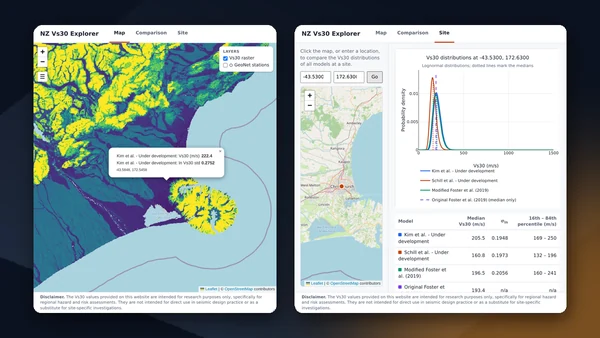 NZ Vs30 Explorer
Map Comparison Site
LAYERS
Vs30 raster
GeoNet stations
+
−
Kim et al. - Under development: Vs30 (m/s) 222.4
Kim et al. - Under development: ln Vs30 std 0.2752
Leaflet | © OpenStreetMap contributors
Disclaimer. The Vs30 values provided on this website are intended for research purposes only, specifically for
regional hazard and risk assessments. They are not intended for direct use in seismic design practice or as a
substitute for site-specific investigations.
NZ Vs30 Explorer
Map Comparison Site
Click the map, or enter a location,
to compare the Vs30 distributions
of all models at a site.
-43.5300 172.6300 Go
+
−
Leaflet | © OpenStreetMap contributors
Vs30 distributions at -43.5300, 172.6300
Lognormal distributions; dotted lines mark the medians
Probability density
0.01
0.005
0
0 500 1000 1500
Vs30 (m/s)
Kim et al. - Under development
Schill et al. - Under development
Modified Foster et al. (2019)
Original Foster et al. (2019) (median only)
Model Median Vs30 (m/s) σln 16th – 84th percentile (m/s)
Kim et al. - Under development 205.5 0.1948 169 – 250
Schill et al. - Under development 160.8 0.1973 132 – 196
Modified Foster et al. (2019) 196.5 0.2056 160 – 241
Original Foster et 193.4 n/a n/a
Disclaimer. The Vs30 values provided on this website are intended for research purposes only, specifically for
regional hazard and risk assessments. They are not intended for direct use in seismic design practice or as a
substitute for site-specific investigations.